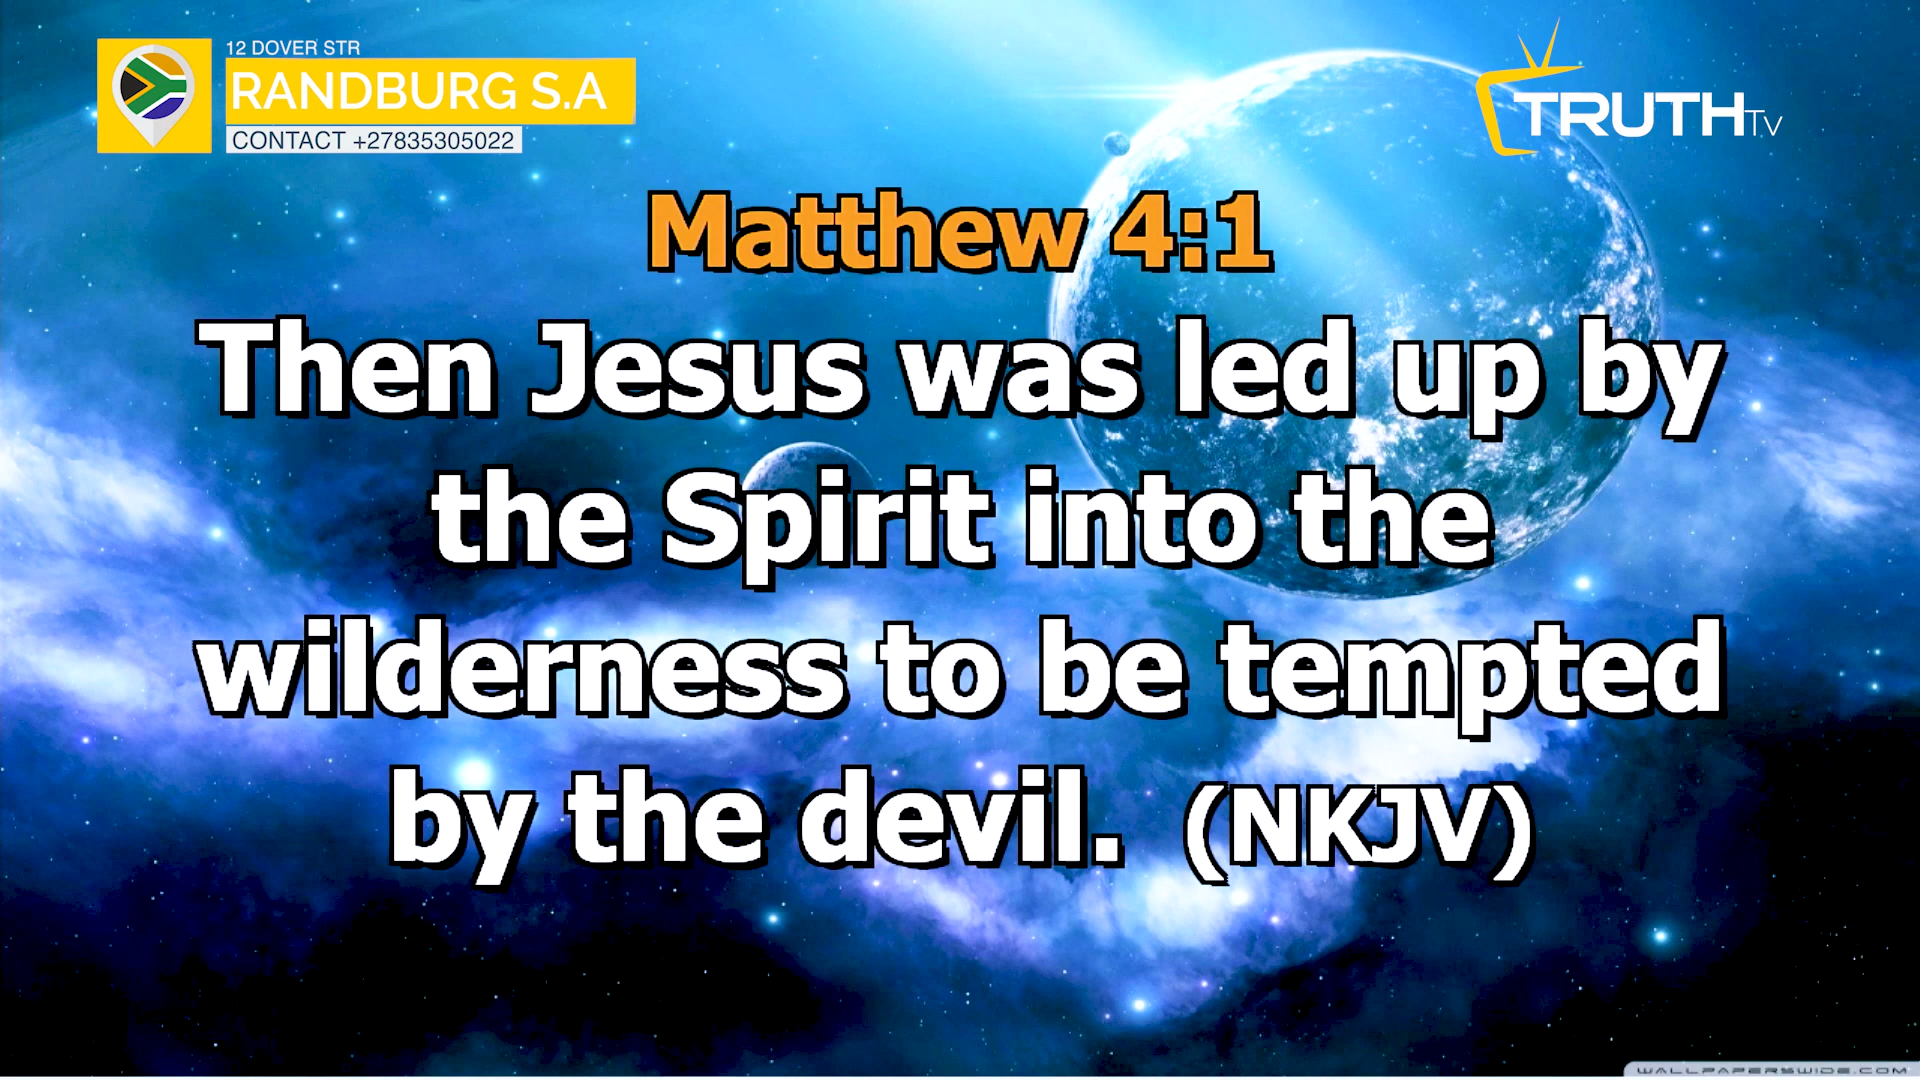 12 DOVER STR
RANDBURG S.A
CONTACT +27835305022
TRUTHTv
Matthew 4:1
Then Jesus was led up by
the Spirit into the
wilderness to be tempted
by the devil. (NKJV)
WALLPAPERSWIDE.COM